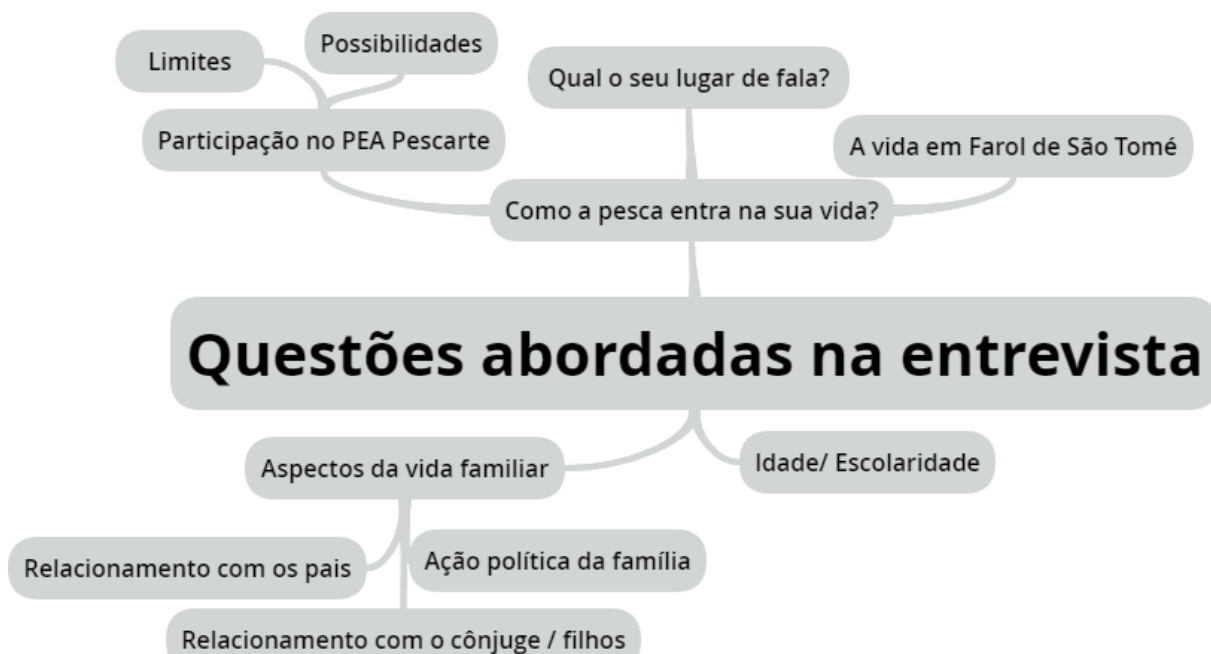 Possibilidades
Limites
Qual o seu lugar de fala?
Participação no PEA Pescarte
A vida em Farol de São Tomé
Como a pesca entra na sua vida?
Questões abordadas na entrevista
Aspectos da vida familiar
Idade/ Escolaridade
Relacionamento com os pais
Ação política da família
Relacionamento com o cônjuge / filhos